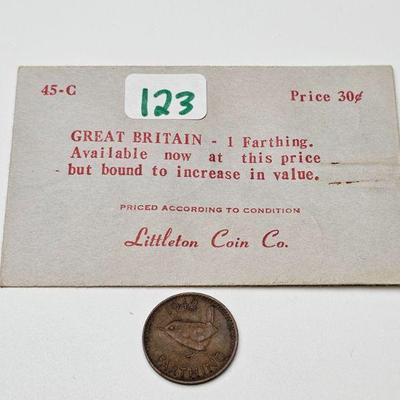 45-C
123
Price 30¢
GREAT BRITAIN - 1 Farthing.
Available now at this price
but bound to increase in value.
PRICED ACCORDING TO CONDITION
Littleton Coin Co.
FARTHING